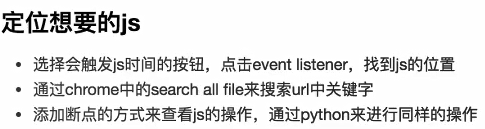 定位想要的js
• 选择会触发js时间的按钮，点击event listener，找到js的位置
• 通过chrome中的search all file来搜索url中关键字
• 添加断点的方式来查看js的操作，通过python来进行同样的操作